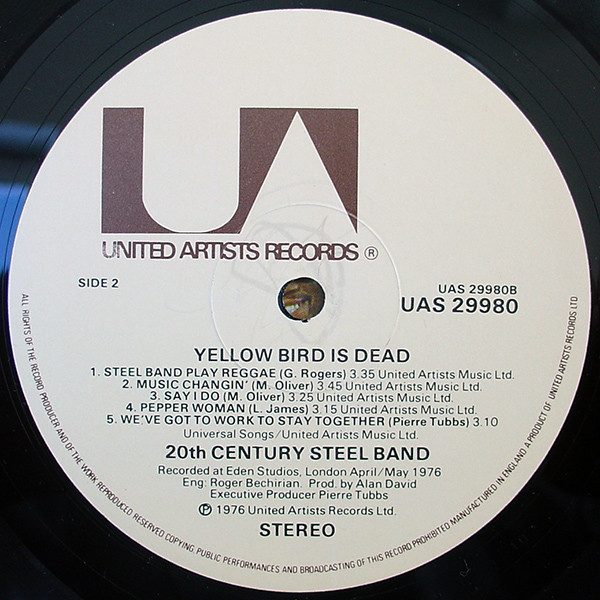 UA
UNITED ARTISTS RECORDS ®
SIDE 2
UAS 29980B
UAS 29980
YELLOW BIRD IS DEAD
1. STEEL BAND PLAY REGGAE (G. Rogers) 3.35 United Artists Music Ltd.
2. MUSIC CHANGIN' (M. Oliver) 3.45 United Artists Music Ltd.
3. SAY I DO (M. Oliver) 3.25 United Artists Music Ltd.
4. PEPPER WOMAN (L. James) 3.15 United Artists Music Ltd.
5. WE'VE GOT TO WORK TO STAY TOGETHER (Pierre Tubbs) 3.10
Universal Songs/United Artists Music Ltd.
20th CENTURY STEEL BAND
Recorded at Eden Studios, London April/May 1976
Eng: Roger Bechirian. Prod. by Alan David
Executive Producer Pierre Tubbs
℗ 1976 United Artists Records Ltd.
STEREO
ALL RIGHTS OF THE RECORD PRODUCER AND OF THE WORK REPRODUCED RESERVED COPYING, PUBLIC PERFORMANCES AND BROADCASTING OF THIS RECORD PROHIBITED MANUFACTURED IN ENGLAND A PRODUCT OF UNITED ARTISTS RECORDS LTD